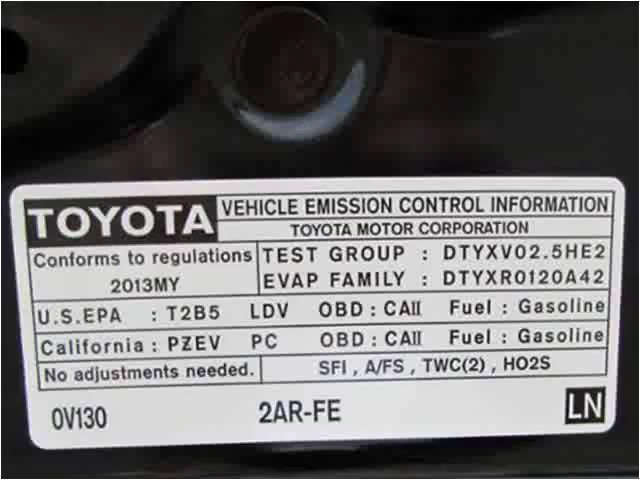 TOYOTA VEHICLE EMISSION CONTROL INFORMATION
TOYOTA MOTOR CORPORATION
Conforms to regulations TEST GROUP : DTYXV02.5HE2
2013MY EVAP FAMILY : DTYXR0120A42
U.S.EPA : T2B5 LDV OBD : CAII Fuel : Gasoline
California : PZEV PC OBD : CAII Fuel : Gasoline
No adjustments needed. SFI , A/FS , TWC(2) , HO2S
0V130 2AR-FE LN